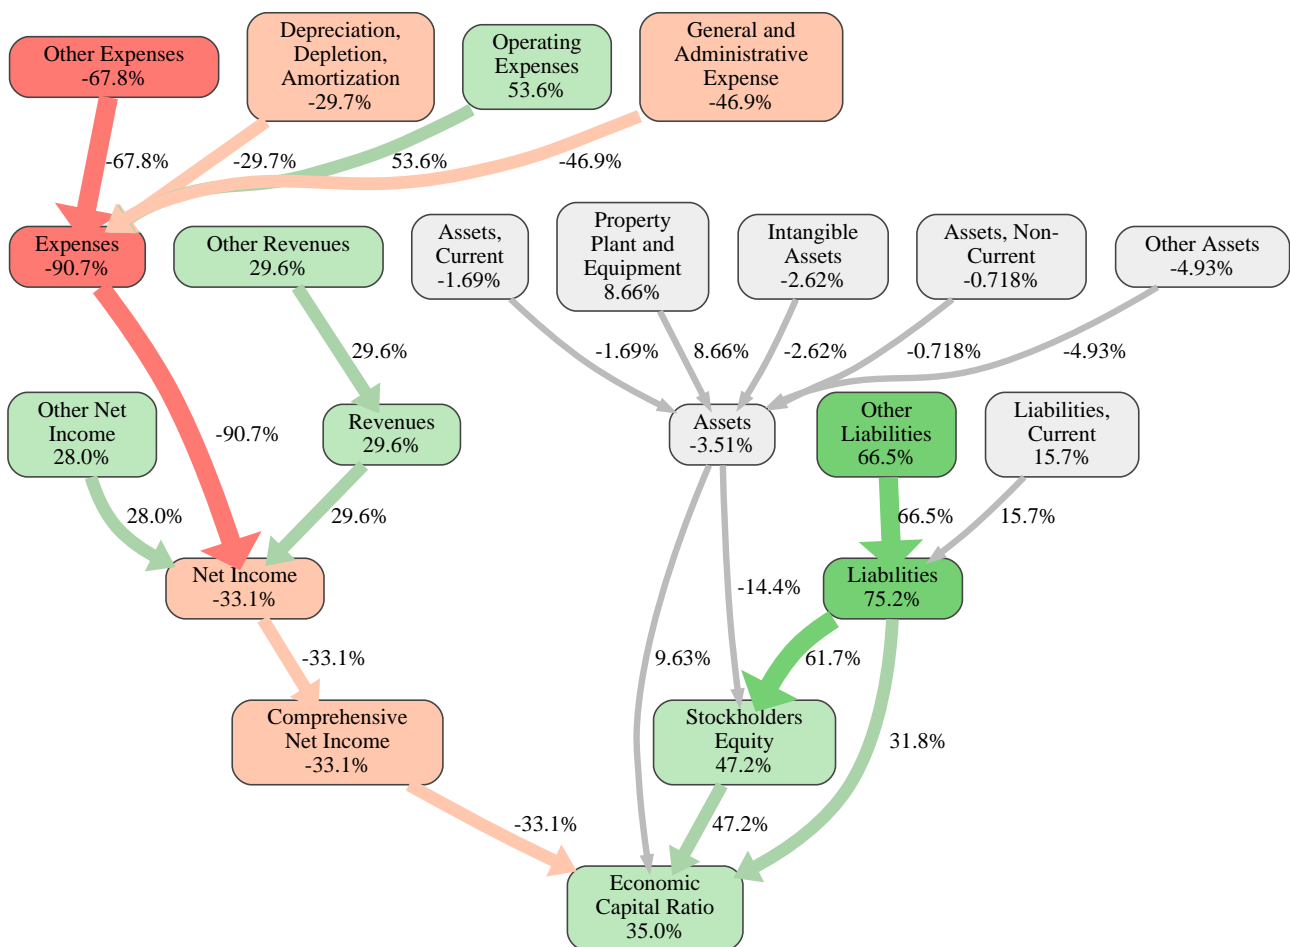 Other Expenses
-67.8%
Depreciation,
Depletion,
Amortization
-29.7%
Operating
Expenses
53.6%
General and
Administrative
Expense
-46.9%
-67.8%
-29.7%
53.6%
-46.9%
Expenses
-90.7%
Other Revenues
29.6%
Assets,
Current
-1.69%
Property
Plant and
Equipment
8.66%
Intangible
Assets
-2.62%
Assets, Non-
Current
-0.718%
Other Assets
-4.93%
29.6%
-1.69%
8.66%
-2.62%
-0.718%
-4.93%
Other Net
Income
28.0%
-90.7%
Revenues
29.6%
Assets
-3.51%
Other
Liabilities
66.5%
Liabilities,
Current
15.7%
28.0%
29.6%
66.5%
15.7%
Net Income
-33.1%
-14.4%
Liabilities
75.2%
-33.1%
9.63%
61.7%
Comprehensive
Net Income
-33.1%
Stockholders
Equity
47.2%
31.8%
-33.1%
47.2%
Economic
Capital Ratio
35.0%